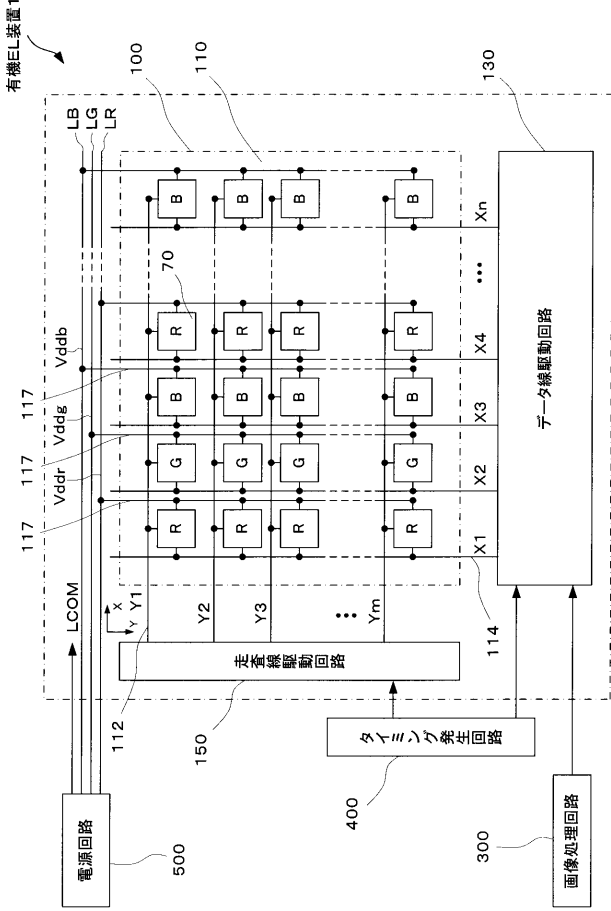 有機EL装置1
117
117
117
Vddr
Vddg
Vddb
LCOM
LB
LG
LR
電源回路
500
100
110
112
X
Y
70
Y1
R
G
B
R
B
Y2
R
G
B
R
B
Y3
R
G
B
R
B
Ym
R
G
B
R
B
150
走査線駆動回路
400
タイミング発生回路
114
X1
X2
X3
X4
Xn
130
データ線駆動回路
300
画像処理回路